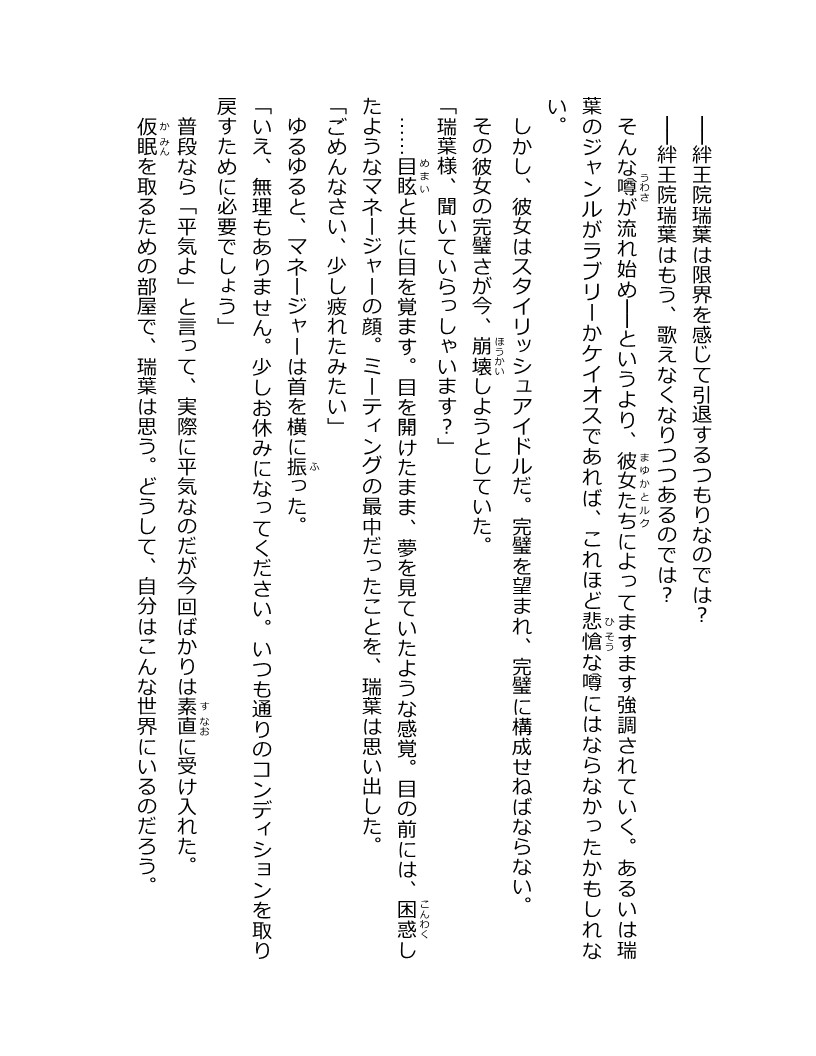 ──絆王院瑞葉は限界を感じて引退するつもりなのでは？
──絆王院瑞葉はもう、歌えなくなりつつあるのでは？
そんな噂が流れ始め──というより、彼女たちによってますます強調されていく。あるいは瑞
葉のジャンルがラブリーかケイオスであれば、これほど悲愴な噂にはならなかったかもしれな
い。
しかし、彼女はスタイリッシュアイドルだ。完璧を望まれ、完璧に構成せねばならない。
その彼女の完璧さが今、崩壊しようとしていた。
「瑞葉様、聞いていらっしゃいます？」
……目眩と共に目を覚ます。目を開けたまま、夢を見ていたような感覚。目の前には、困惑し
たようなマネージャーの顔。ミーティングの最中だったことを、瑞葉は思い出した。
「ごめんなさい、少し疲れたみたい」
ゆるゆると、マネージャーは首を横に振った。
「いえ、無理もありません。少しお休みになってください。いつも通りのコンディションを取り
戻すために必要でしょう」
普段なら「平気よ」と言って、実際に平気なのだが今回ばかりは素直に受け入れた。
仮眠を取るための部屋で、瑞葉は思う。どうして、自分はこんな世界にいるのだろう。